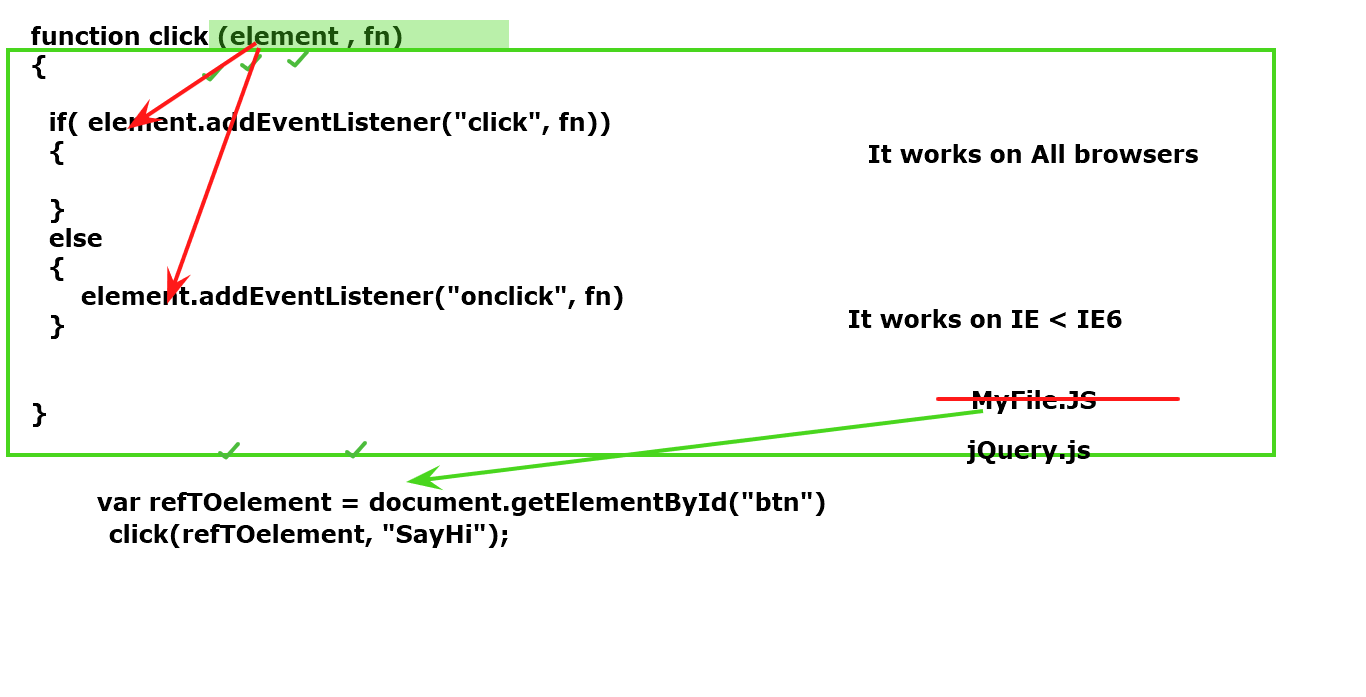 function click (element , fn)
{
if( element.addEventListener("click", fn))
{
It works on All browsers
}
else
{
element.addEventListener("onclick", fn)
}
It works on IE < IE6
MyFile.JS
}
jQuery.js
var refTOelement = document.getElementById("btn")
click(refTOelement, "SayHi");